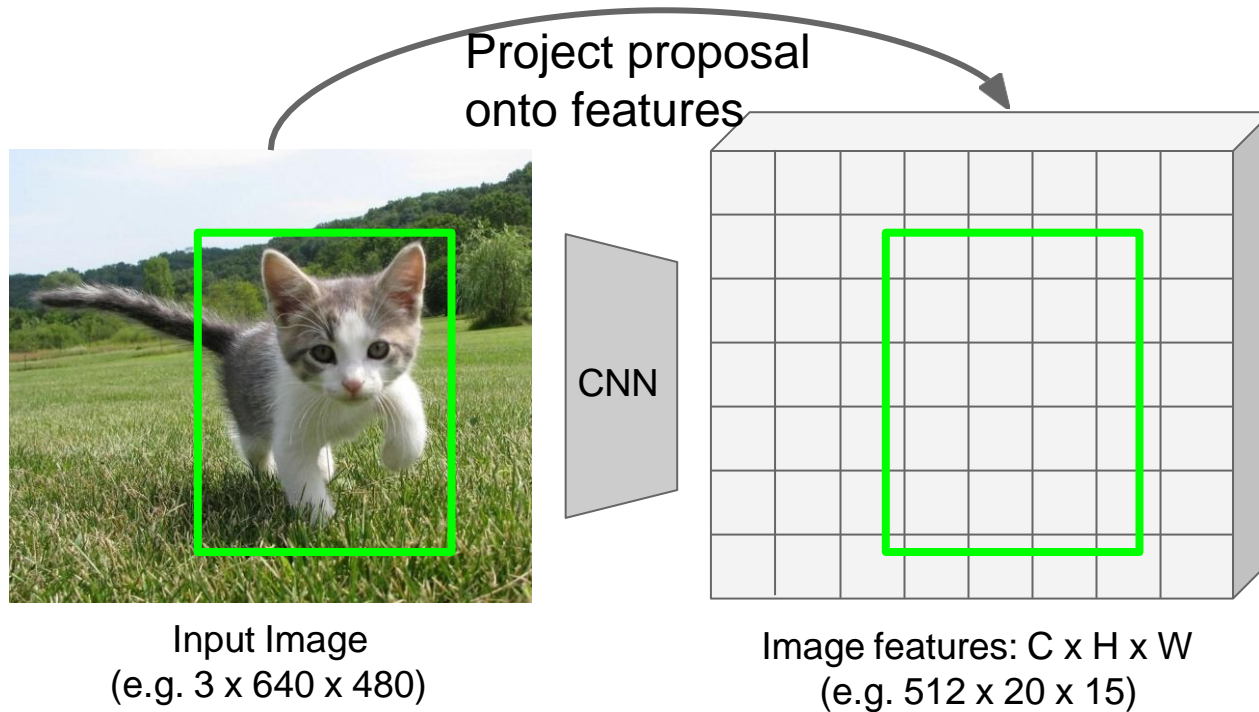 Project proposal
onto features
CNN
Input Image
(e.g. 3 x 640 x 480)
Image features: C x H x W
(e.g. 512 x 20 x 15)